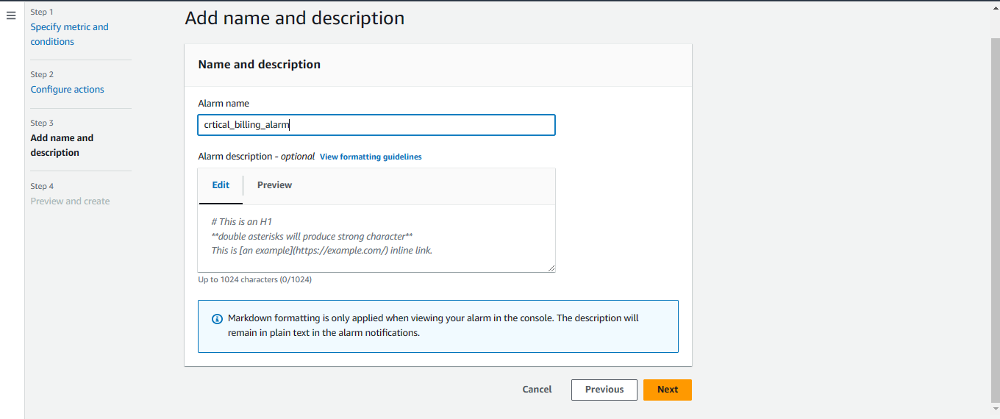 Step 1
Specify metric and
conditions
Step 2
Configure actions
Step 3
Add name and
description
Step 4
Preview and create
Add name and description
Name and description
Alarm name
crtical_billing_alarm
Alarm description - optional View formatting guidelines
Edit Preview
# This is an H1
**double asterisks will produce strong character**
This is [an example](https://example.com/) inline link.
Up to 1024 characters (0/1024)
Markdown formatting is only applied when viewing your alarm in the console. The description will
remain in plain text in the alarm notifications.
Cancel Previous Next